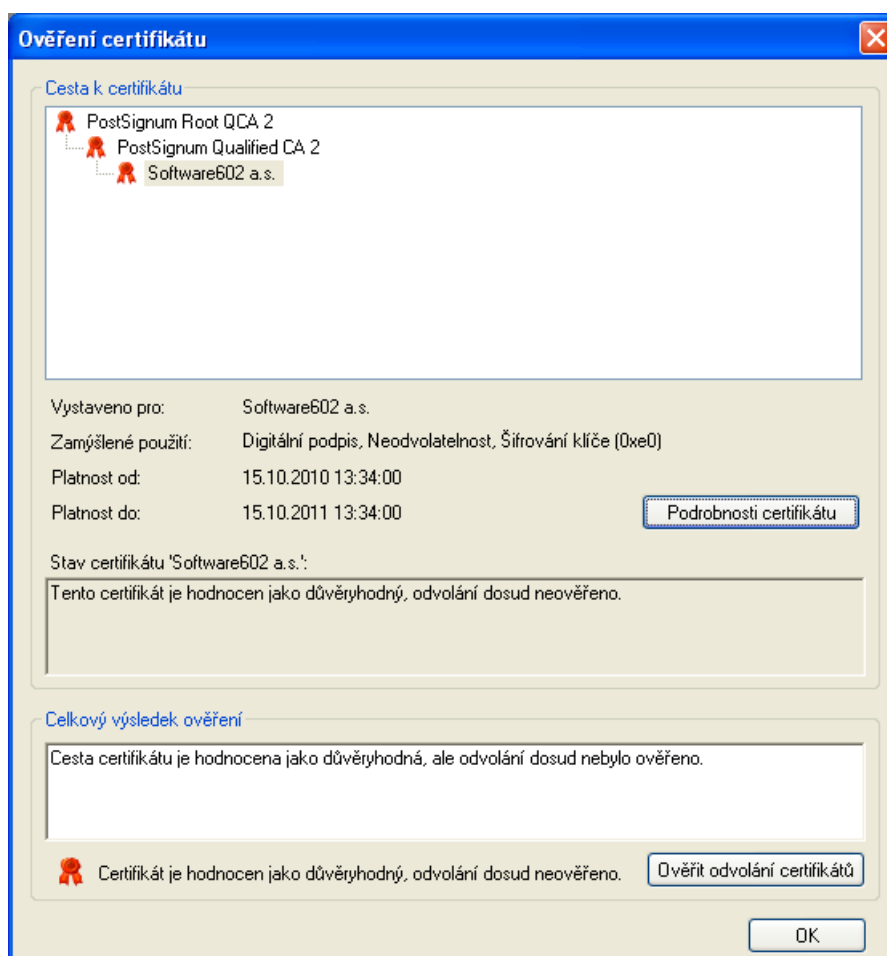 Ověření certifikátu
Cesta k certifikátu
PostSignum Root QCA 2
PostSignum Qualified CA 2
Software602 a.s.
Vystaveno pro: Software602 a.s.
Zamýšlené použití: Digitální podpis, Neodvolatelnost, Šifrování klíče (0xe0)
Platnost od: 15.10.2010 13:34:00
Platnost do: 15.10.2011 13:34:00
Podrobnosti certifikátu
Stav certifikátu 'Software602 a.s.':
Tento certifikát je hodnocen jako důvěryhodný, odvolání dosud neověřeno.
Celkový výsledek ověření
Cesta certifikátu je hodnocena jako důvěryhodná, ale odvolání dosud nebylo ověřeno.
Certifikát je hodnocen jako důvěryhodný, odvolání dosud neověřeno.
Ověřit odvolání certifikátů
OK